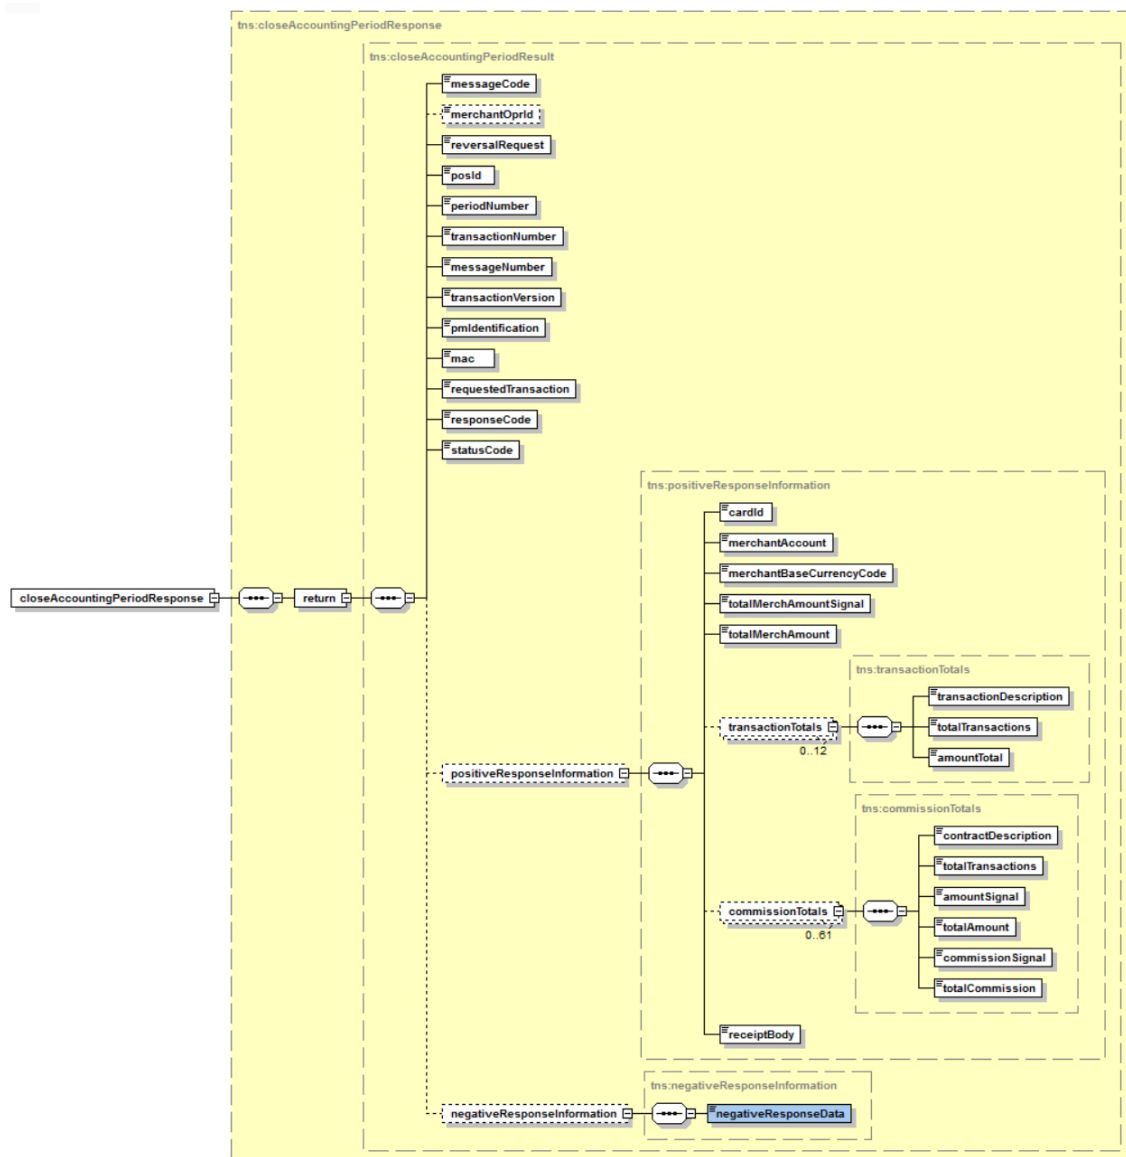 tns:closeAccountingPeriodResponse
tns:closeAccountingPeriodResult
messageCode
merchantOprId
reversalRequest
posId
periodNumber
transactionNumber
messageNumber
transactionVersion
pmIdentification
mac
requestedTransaction
responseCode
statusCode
tns:positiveResponseInformation
cardId
merchantAccount
merchantBaseCurrencyCode
closeAccountingPeriodResponse
return
totalMerchAmountSignal
totalMerchAmount
tns:transactionTotals
transactionDescription
transactionTotals
totalTransactions
0..12
amountTotal
positiveResponseInformation
tns:commissionTotals
contractDescription
totalTransactions
amountSignal
commissionTotals
totalAmount
0..61
commissionSignal
totalCommission
receiptBody
tns:negativeResponseInformation
negativeResponseInformation
negativeResponseData